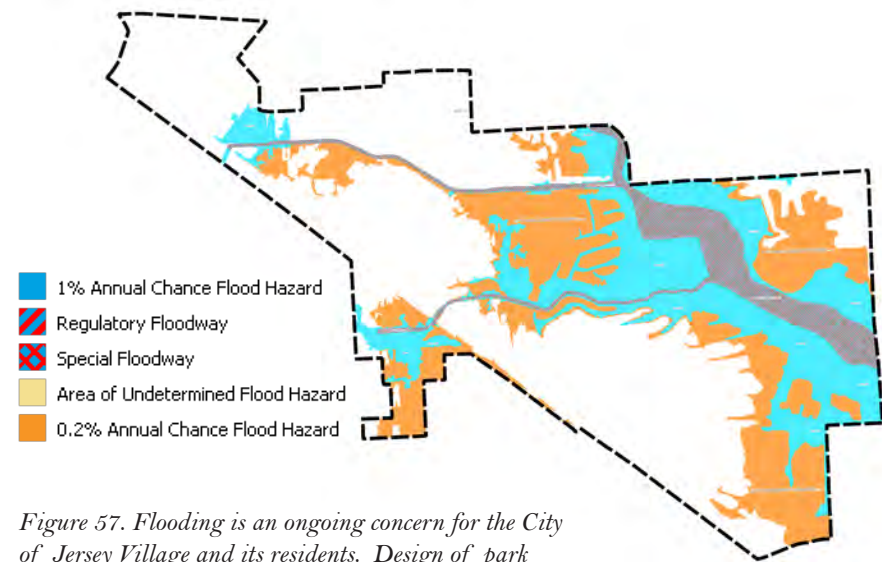 1% Annual Chance Flood Hazard
Regulatory Floodway
Special Floodway
Area of Undetermined Flood Hazard
0.2% Annual Chance Flood Hazard
Figure 57. Flooding is an ongoing concern for the City
of Jersey Village and its residents. Design of park